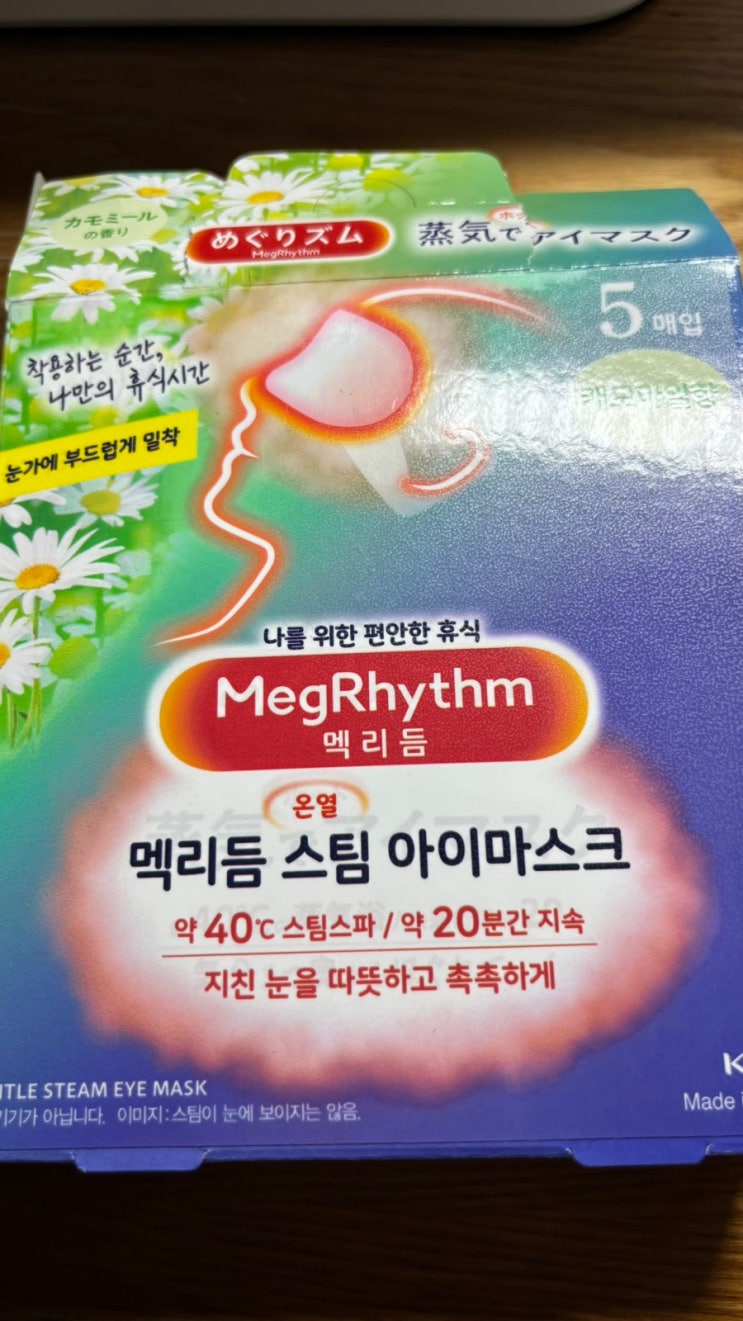 カモミール
の香り
めぐりズム
MegRhythm
蒸気でアイマスク
5 매입
캐모마일향
착용하는 순간,
나만의 휴식시간
눈가에 부드럽게 밀착
나를 위한 편안한 휴식
MegRhythm
멕리듬
온열
멕리듬 스팀 아이마스크
약 40℃ 스팀스파 / 약 20분간 지속
지친 눈을 따뜻하고 촉촉하게
STEAM EYE MASK
아닙니다. 이미지:스팀이 눈에 보이지는 않음.
Made